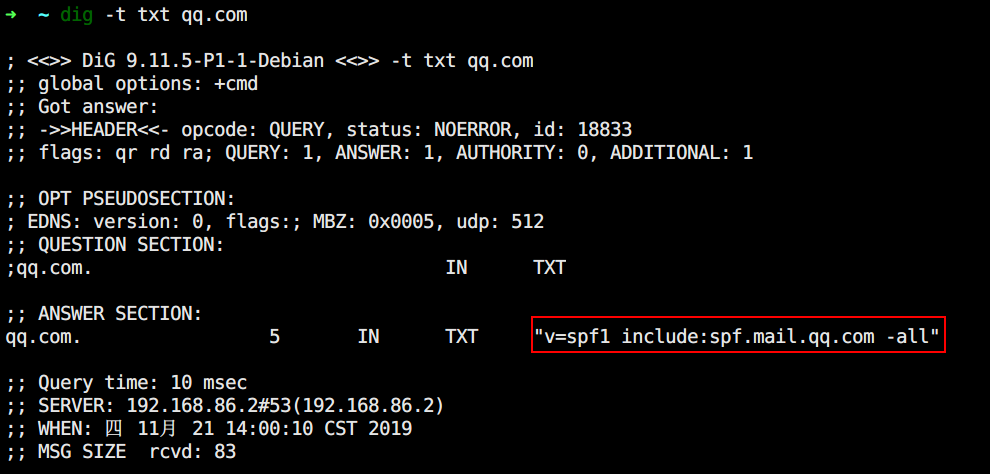 ➜  ~ dig -t txt qq.com
; <<>> DiG 9.11.5-P1-1-Debian <<>> -t txt qq.com
;; global options: +cmd
;; Got answer:
;; ->>HEADER<<- opcode: QUERY, status: NOERROR, id: 18833
;; flags: qr rd ra; QUERY: 1, ANSWER: 1, AUTHORITY: 0, ADDITIONAL: 1
;; OPT PSEUDOSECTION:
; EDNS: version: 0, flags:; MBZ: 0x0005, udp: 512
;; QUESTION SECTION:
;qq.com. IN TXT
;; ANSWER SECTION:
qq.com. 5 IN TXT "v=spf1 include:spf.mail.qq.com -all"
;; Query time: 10 msec
;; SERVER: 192.168.86.2#53(192.168.86.2)
;; WHEN: 四 11月 21 14:00:10 CST 2019
;; MSG SIZE  rcvd: 83